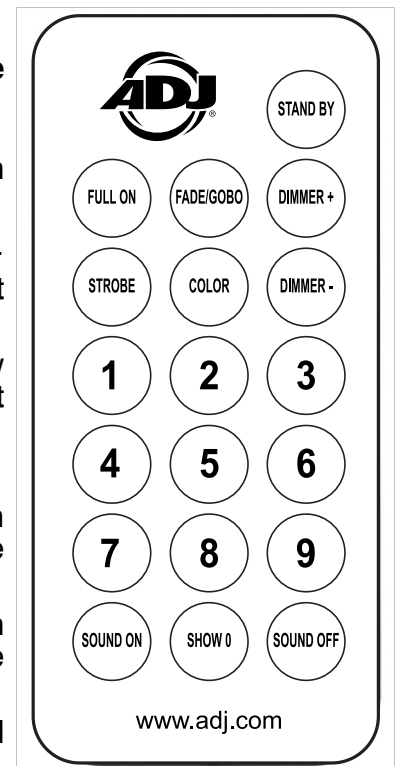 ADJ®
STAND BY
FULL ON FADE/GOBO DIMMER +
STROBE COLOR DIMMER -
1 2 3
4 5 6
7 8 9
SOUND ON SHOW 0 SOUND OFF
www.adj.com